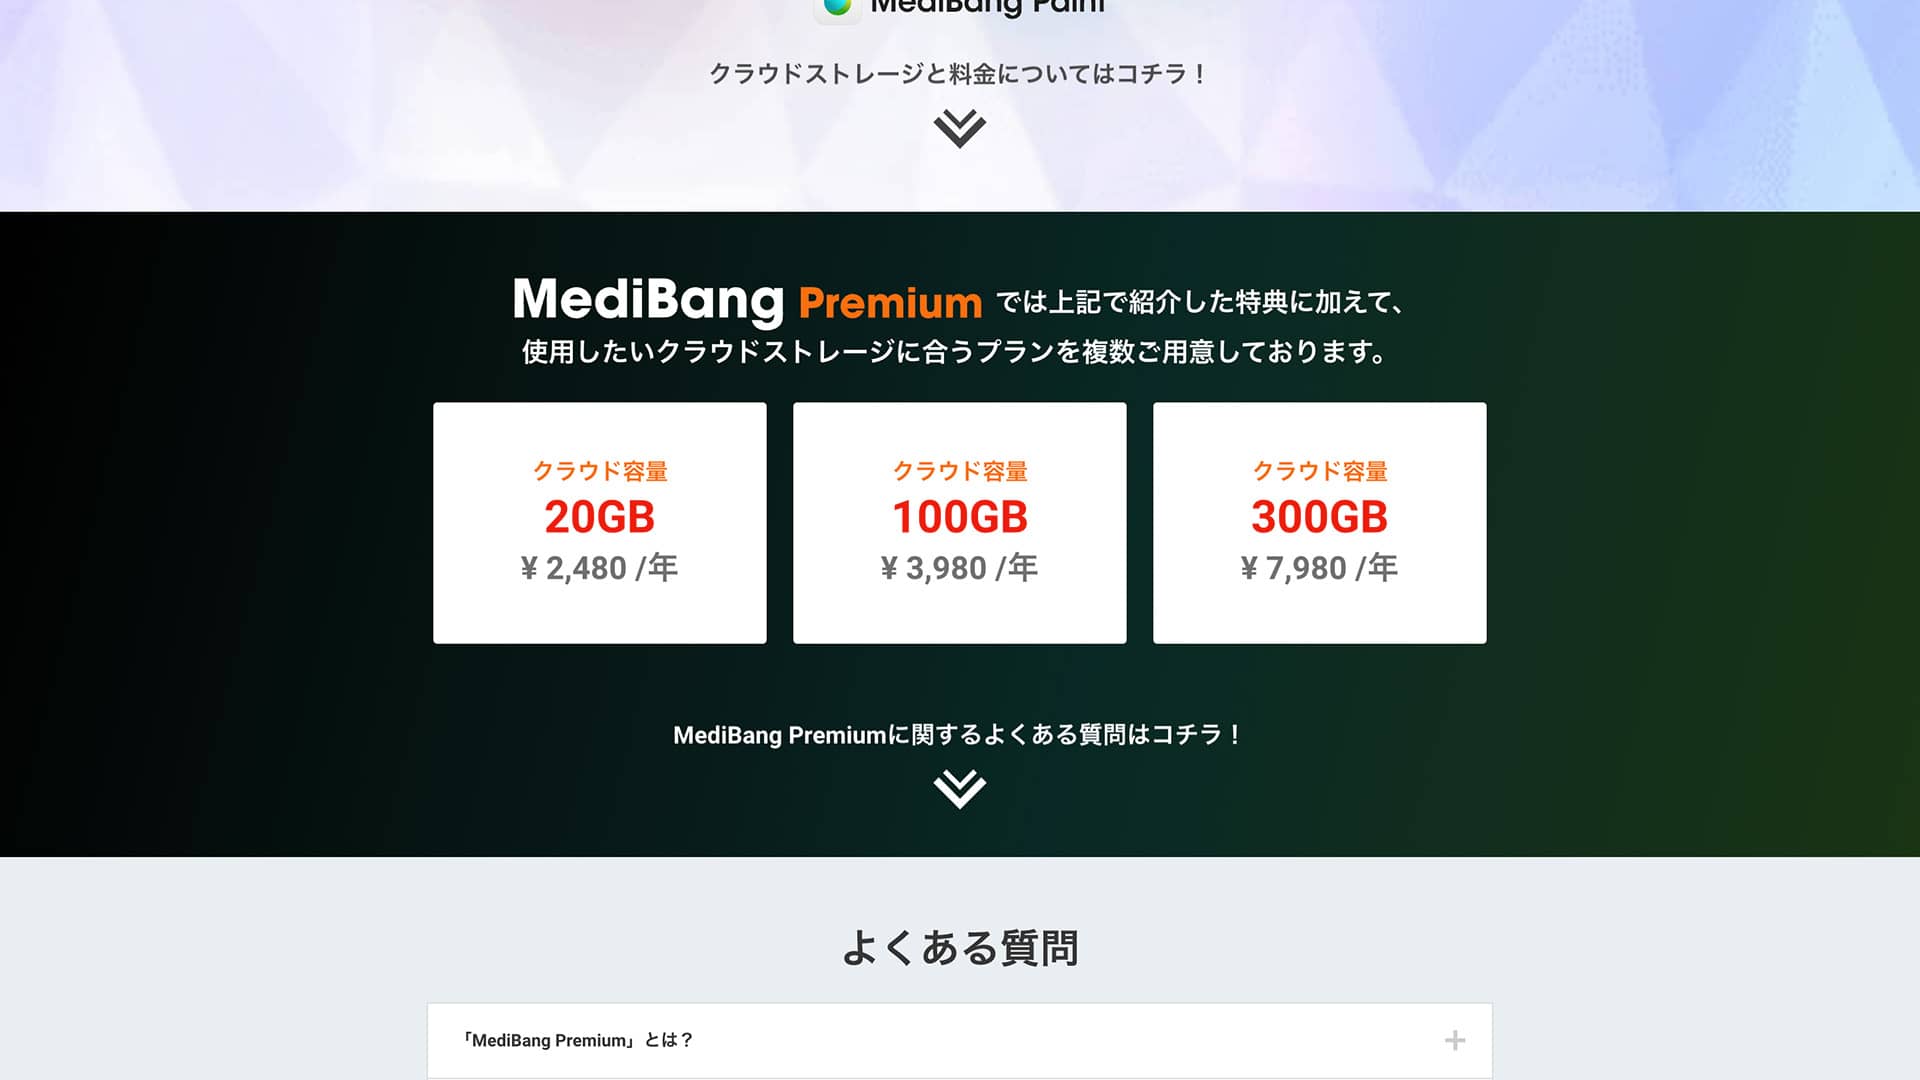 MediBang Paint
クラウドストレージと料金についてはコチラ！
MediBang Premium では上記で紹介した特典に加えて、
使用したいクラウドストレージに合うプランを複数ご用意しております。
クラウド容量
20GB
¥ 2,480 /年
クラウド容量
100GB
¥ 3,980 /年
クラウド容量
300GB
¥ 7,980 /年
MediBang Premiumに関するよくある質問はコチラ！
よくある質問
「MediBang Premium」とは？